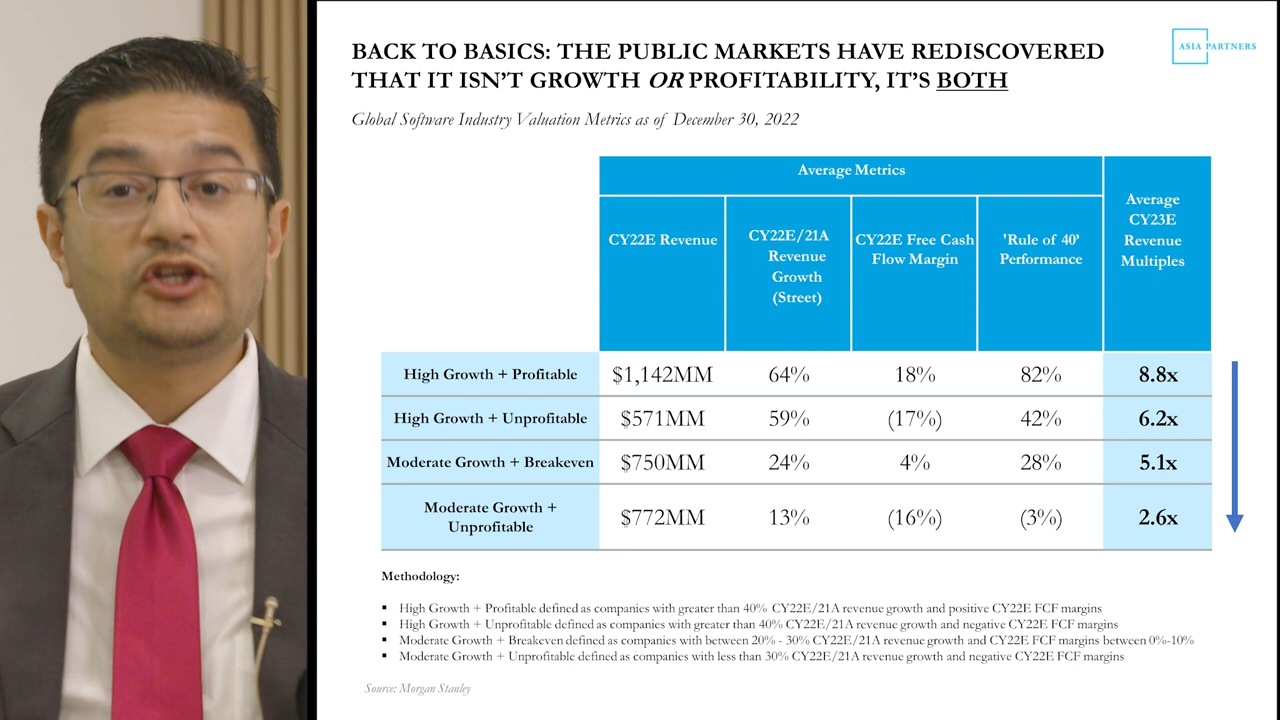 BACK TO BASICS: THE PUBLIC MARKETS HAVE REDISCOVERED
THAT IT ISN'T GROWTH OR PROFITABILITY, IT'S BOTH
ASIA PARTNERS
Global Software Industry Valuation Metrics as of December 30, 2022
Average Metrics
Average
CY23E
Revenue
Multiples
CY22E Revenue
CY22E/21A
Revenue
Growth
(Street)
CY22E Free Cash
Flow Margin
'Rule of 40'
Performance
High Growth + Profitable $1,142MM 64% 18% 82% 8.8x
High Growth + Unprofitable $571MM 59% (17%) 42% 6.2x
Moderate Growth + Breakeven $750MM 24% 4% 28% 5.1x
Moderate Growth +
Unprofitable $772MM 13% (16%) (3%) 2.6x
Methodology:
▪ High Growth + Profitable defined as companies with greater than 40% CY22E/21A revenue growth and positive CY22E FCF margins
▪ High Growth + Unprofitable defined as companies with greater than 40% CY22E/21A revenue growth and negative CY22E FCF margins
▪ Moderate Growth + Breakeven defined as companies with between 20% - 30% CY22E/21A revenue growth and CY22E FCF margins between 0%-10%
▪ Moderate Growth + Unprofitable defined as companies with less than 30% CY22E/21A revenue growth and negative CY22E FCF margins
Source: Morgan Stanley